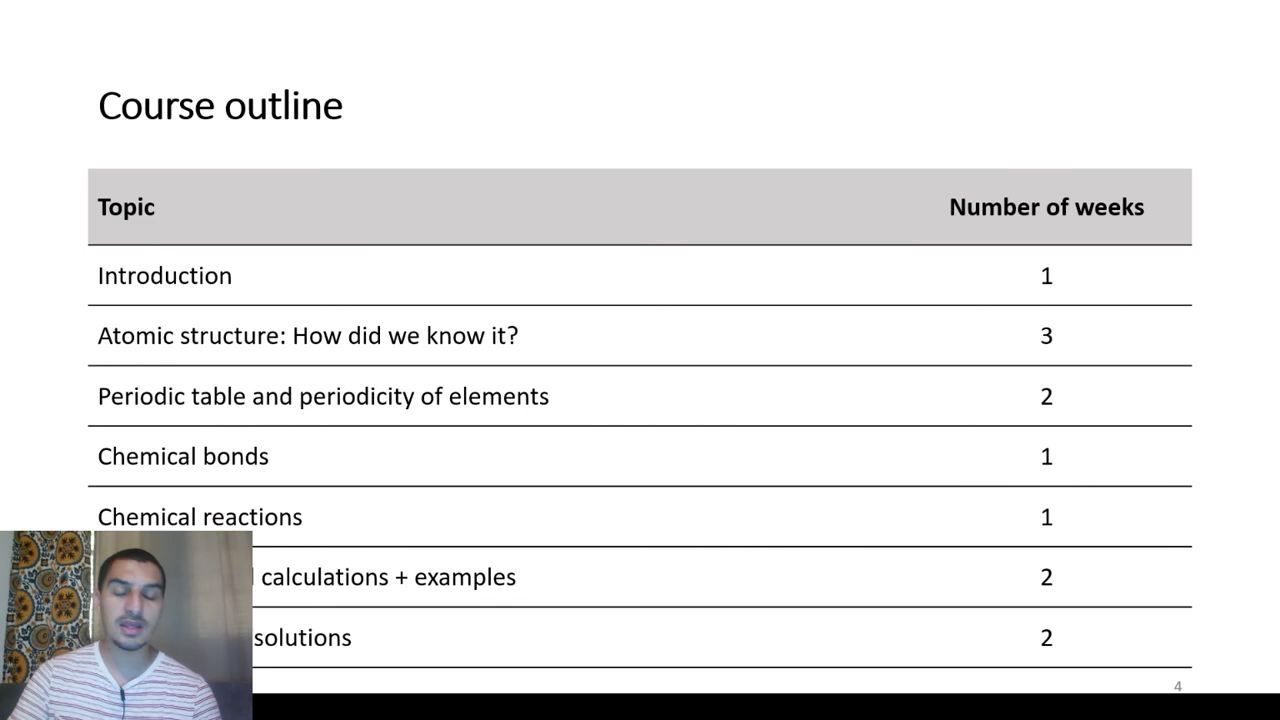 Course outline
Topic Number of weeks
Introduction 1
Atomic structure: How did we know it? 3
Periodic table and periodicity of elements 2
Chemical bonds 1
Chemical reactions 1
calculations + examples 2
solutions 2
4